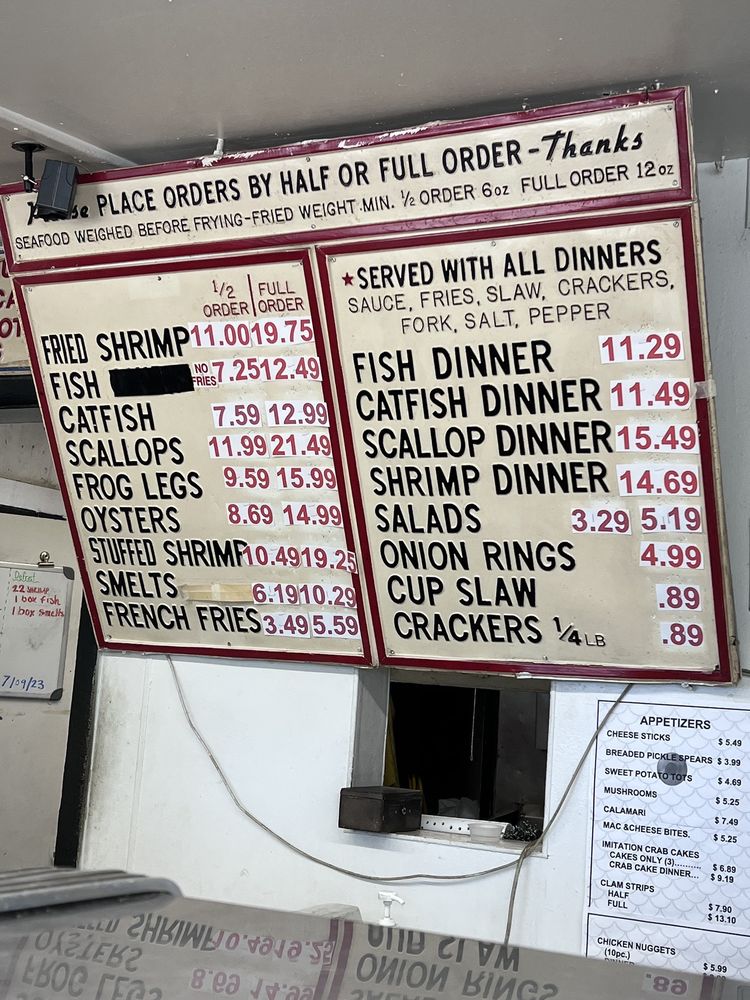 PLACE ORDERS BY HALF OR FULL ORDER - Thanks
SEAFOOD WEIGHED BEFORE FRYING-FRIED WEIGHT MIN. ½ ORDER 6oz FULL ORDER 12oz
1/2 ORDER FULL ORDER
FRIED SHRIMP 11.00 19.75
FISH NO FRIES 7.25 12.49
CATFISH 7.59 12.99
SCALLOPS 11.99 21.49
FROG LEGS 9.59 15.99
OYSTERS 8.69 14.99
STUFFED SHRIMP 10.49 19.25
SMELTS 6.19 10.29
FRENCH FRIES 3.49 5.59
★SERVED WITH ALL DINNERS
SAUCE, FRIES, SLAW, CRACKERS,
FORK, SALT, PEPPER
FISH DINNER 11.29
CATFISH DINNER 11.49
SCALLOP DINNER 15.49
SHRIMP DINNER 14.69
SALADS 3.29 5.19
ONION RINGS 4.99
CUP SLAW .89
CRACKERS 1/4 LB .89
Defrost
22 shrimp
1 box fish
1 box smelts
7/09/23
APPETIZERS
CHEESE STICKS $ 5.49
BREADED PICKLE SPEARS $ 3.99
SWEET POTATO TOTS $ 4.69
MUSHROOMS $ 5.25
CALAMARI $ 7.49
MAC &CHEESE BITES. $ 5.25
IMITATION CRAB CAKES
CAKES ONLY (3).......... $ 6.89
CRAB CAKE DINNER... $ 9.19
CLAM STRIPS
HALF $ 7.90
FULL $ 13.10
CHICKEN NUGGETS
(10pc.) $ 5.99